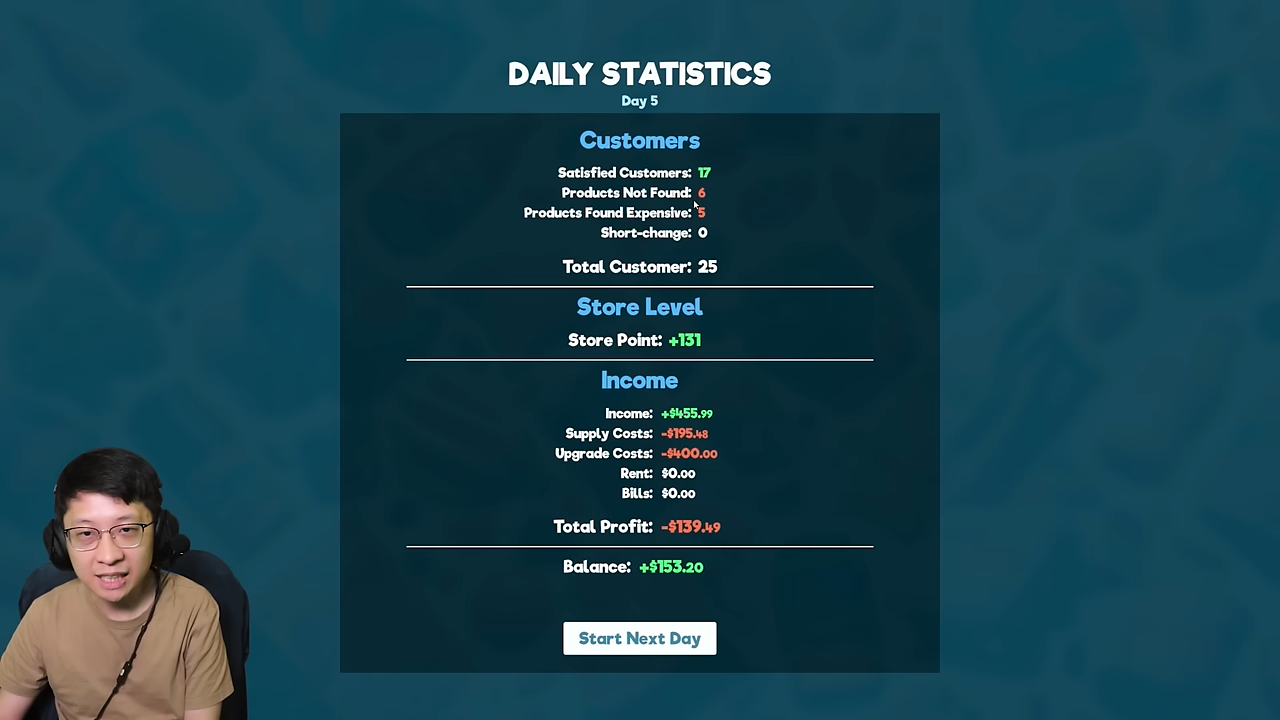 DAILY STATISTICS
Day 5
Customers
Satisfied Customers: 17
Products Not Found: 6
Products Found Expensive: 5
Short-change: 0
Total Customer: 25
Store Level
Store Point: +131
Income
Income: +$455.99
Supply Costs: -$195.48
Upgrade Costs: -$400.00
Rent: $0.00
Bills: $0.00
Total Profit: -$139.49
Balance: +$153.20
Start Next Day